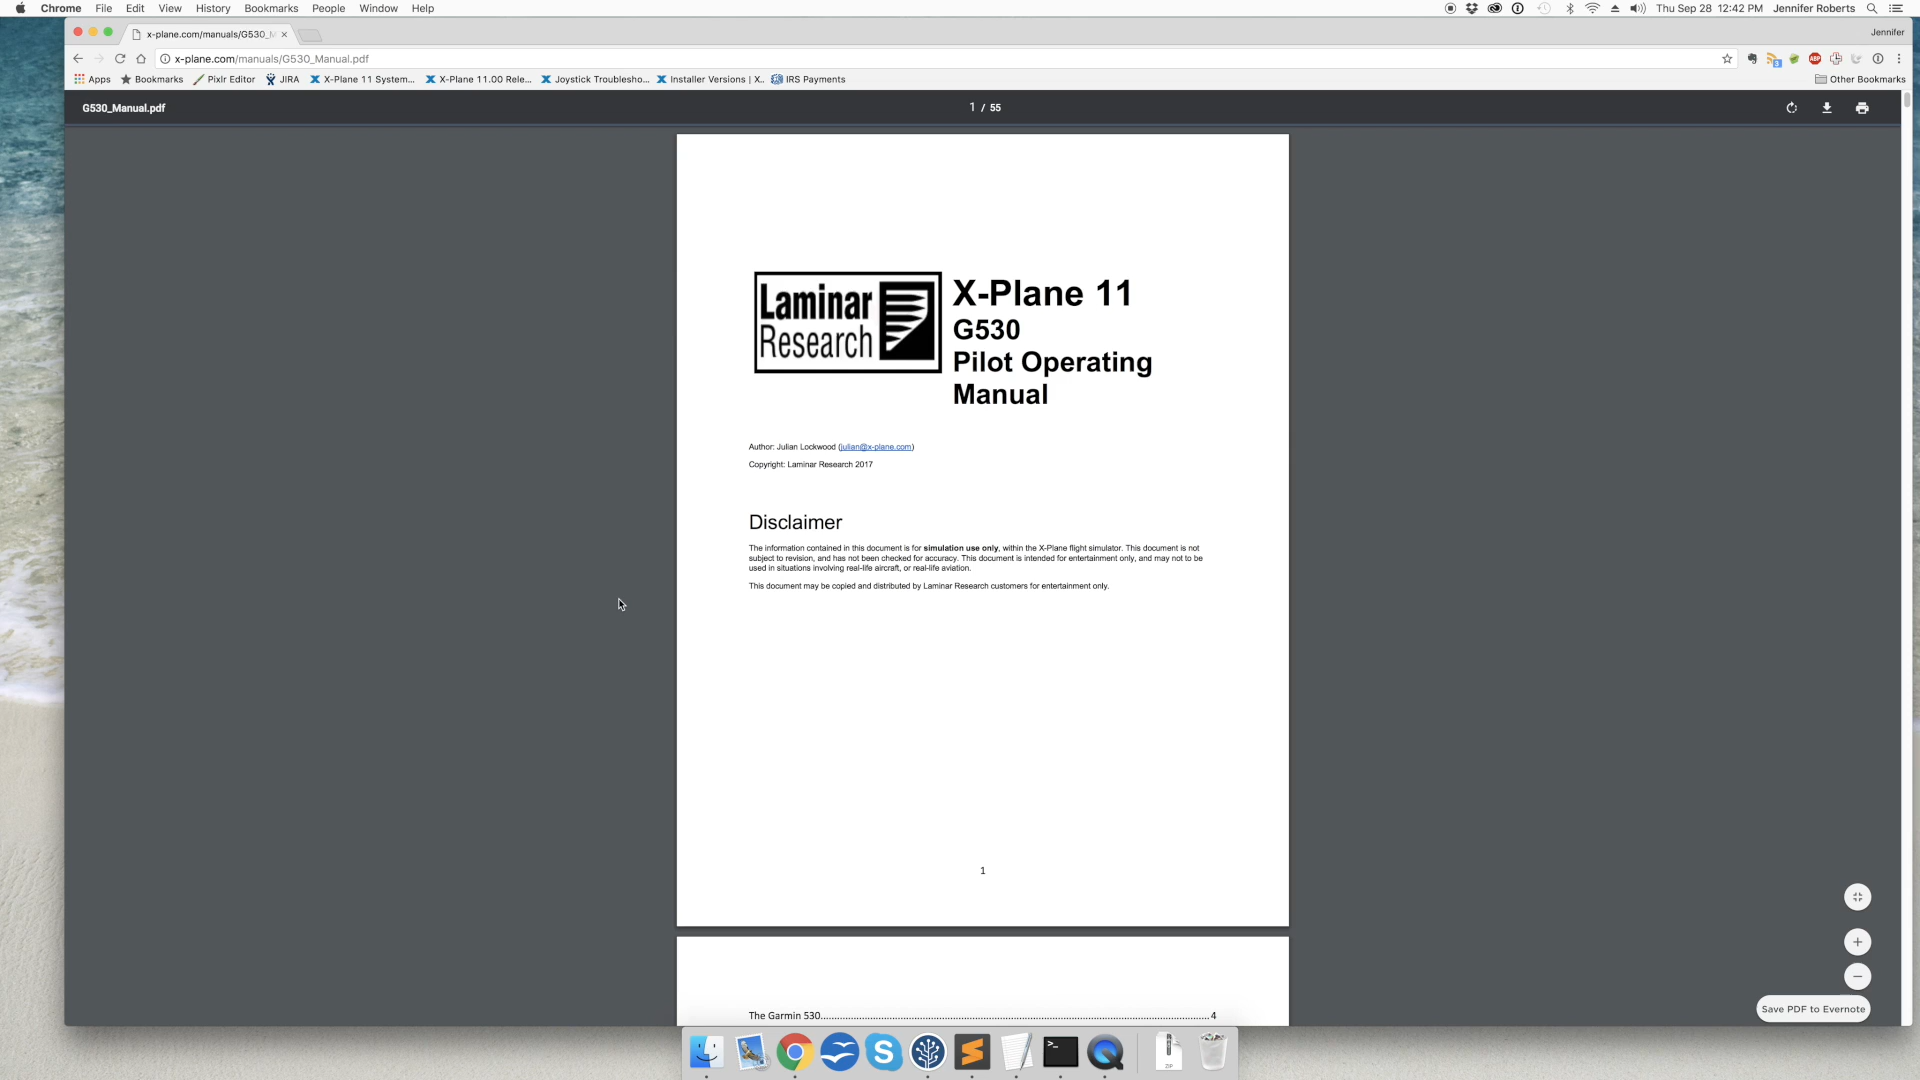 Chrome File Edit View History Bookmarks People Window Help
Thu Sep 28 12:42 PM Jennifer Roberts
x-plane.com/manuals/G530_M
Jennifer
x-plane.com/manuals/G530_Manual.pdf
Apps Bookmarks Pixlr Editor JIRA X-Plane 11 System... X-Plane 11.00 Rele... Joystick Troublesho... Installer Versions | X.. IRS Payments Other Bookmarks
G530_Manual.pdf 1 / 55
Laminar
Research
X-Plane 11
G530
Pilot Operating
Manual
Author: Julian Lockwood (julian@x-plane.com)
Copyright: Laminar Research 2017
Disclaimer
The information contained in this document is for simulation use only, within the X-Plane flight simulator. This document is not
subject to revision, and has not been checked for accuracy. This document is intended for entertainment only, and may not to be
used in situations involving real-life aircraft, or real-life aviation.
This document may be copied and distributed by Laminar Research customers for entertainment only.
1
Save PDF to Evernote
The Garmin 530..........4
ZIP